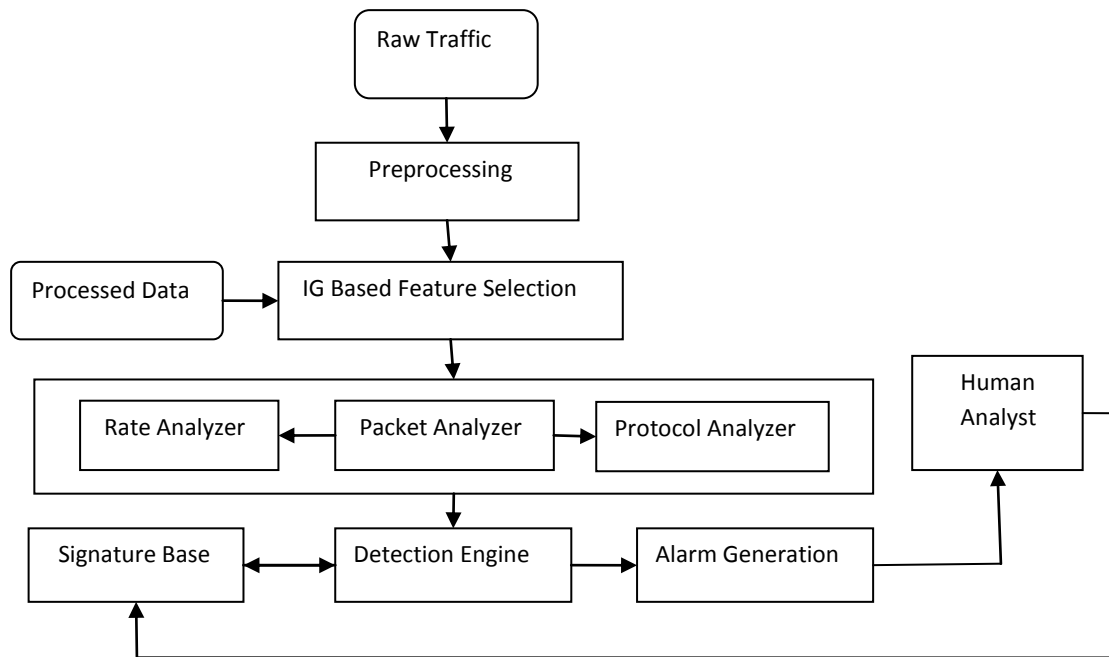 Raw Traffic
Preprocessing
Processed Data
IG Based Feature Selection
Rate Analyzer
Packet Analyzer
Protocol Analyzer
Human
Analyst
Signature Base
Detection Engine
Alarm Generation